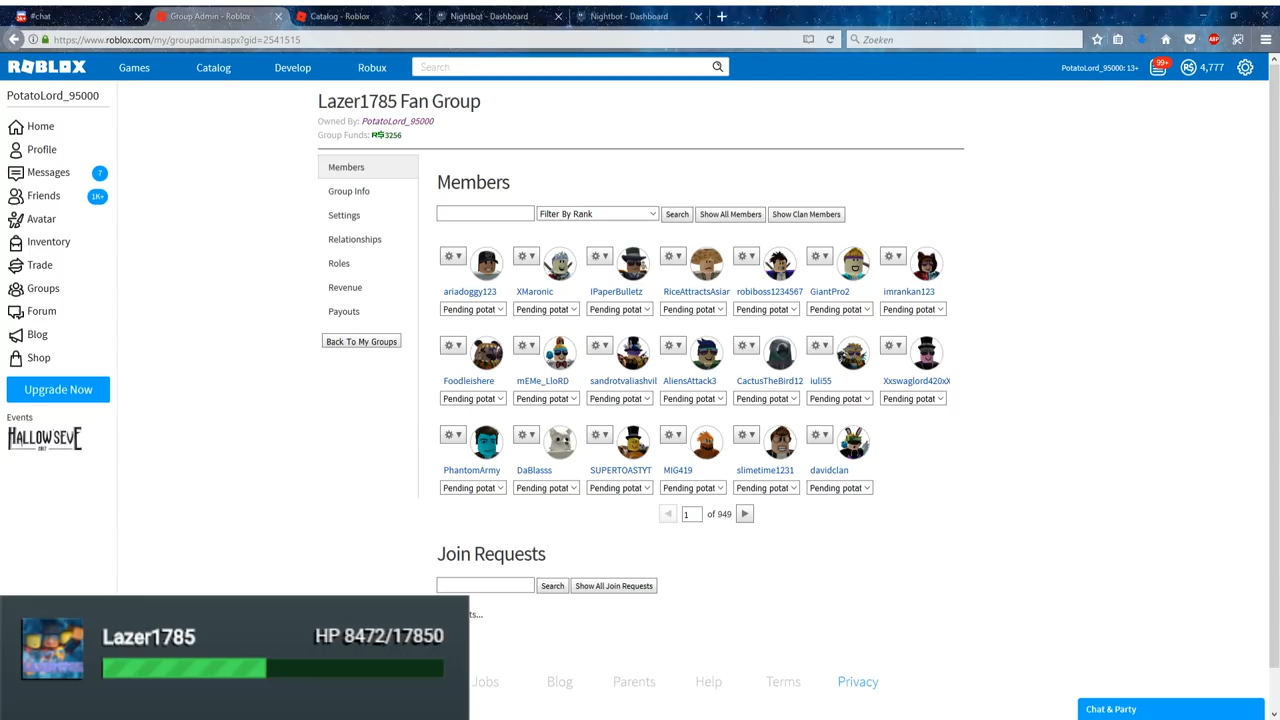 #chat
Group Admin - Roblox
Catalog - Roblox
Nightbot - Dashboard
Nightbot - Dashboard
https://www.roblox.com/my/groupadmin.aspx?gid=2541515
Zoeken
ABP
ROBLOX
Games
Catalog
Develop
Robux
Search
PotatoLord_95000: 13+
99+
R$ 4,777
PotatoLord_95000
Home
Profile
Messages 7
Friends 1K+
Avatar
Inventory
Trade
Groups
Forum
Blog
Shop
Upgrade Now
Events
HALLOWS EVE
Lazer1785 Fan Group
Owned By: PotatoLord_95000
Group Funds: R$3256
Members
Group Info
Settings
Relationships
Roles
Revenue
Payouts
Back To My Groups
Members
Filter By Rank Search Show All Members Show Clan Members
ariadoggy123 XMaronic IPaperBulletz RiceAttractsAsiar robiboss1234567 GiantPro2 imrankan123
Pending potat Pending potat Pending potat Pending potat Pending potat Pending potat Pending potat
Foodleishere mEMe_LloRD sandrotvaliashvil AliensAttack3 CactusTheBird12 iuli55 Xxswaglord420xX
Pending potat Pending potat Pending potat Pending potat Pending potat Pending potat Pending potat
PhantomArmy DaBlasss SUPERTOASTYT MIG419 slimetime1231 davidclan
Pending potat Pending potat Pending potat Pending potat Pending potat Pending potat
1 of 949
Join Requests
Search Show All Join Requests
ts...
Lazer1785 HP 8472/17850
Jobs Blog Parents Help Terms Privacy
Chat & Party